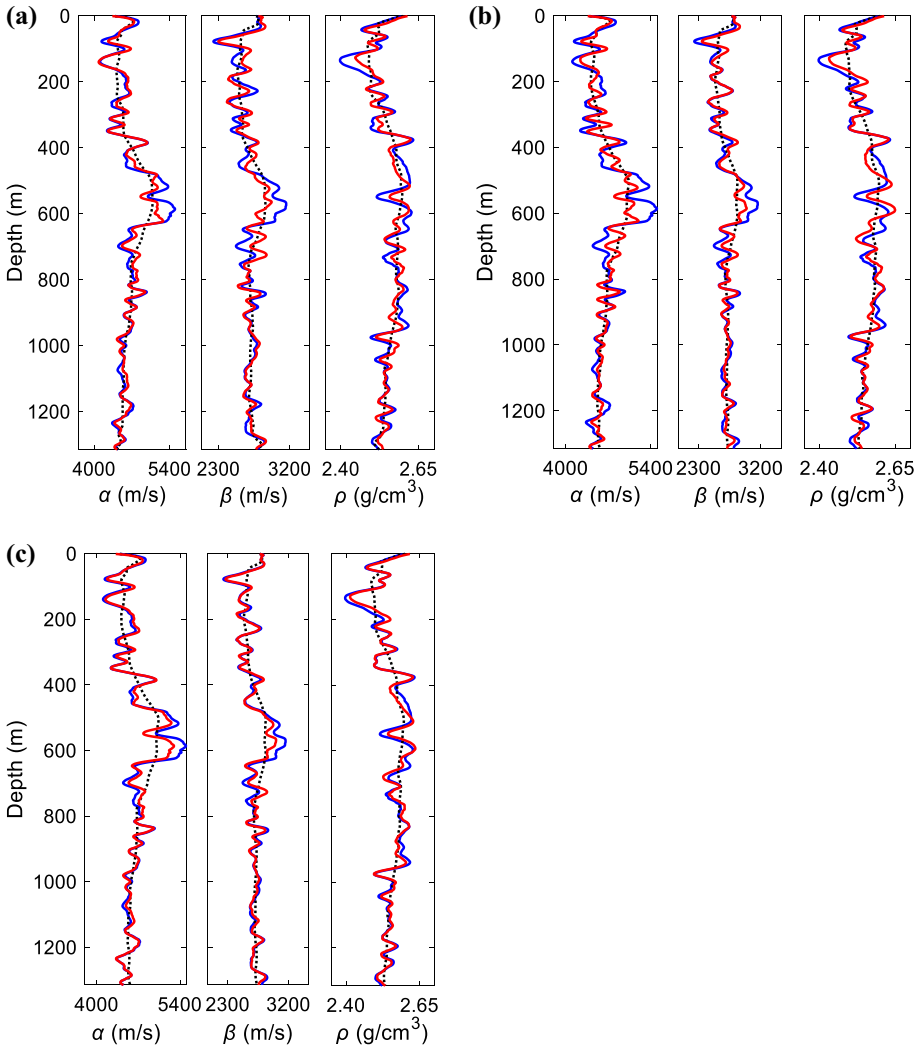 (a)
0
200
400
600
800
1000
1200
Depth (m)
4000 5400
α (m/s)
2300 3200
β (m/s)
2.40 2.65
ρ (g/cm³)
(b)
0
200
400
600
800
1000
1200
Depth (m)
4000 5400
α (m/s)
2300 3200
β (m/s)
2.40 2.65
ρ (g/cm³)
(c)
0
200
400
600
800
1000
1200
Depth (m)
4000 5400
α (m/s)
2300 3200
β (m/s)
2.40 2.65
ρ (g/cm³)